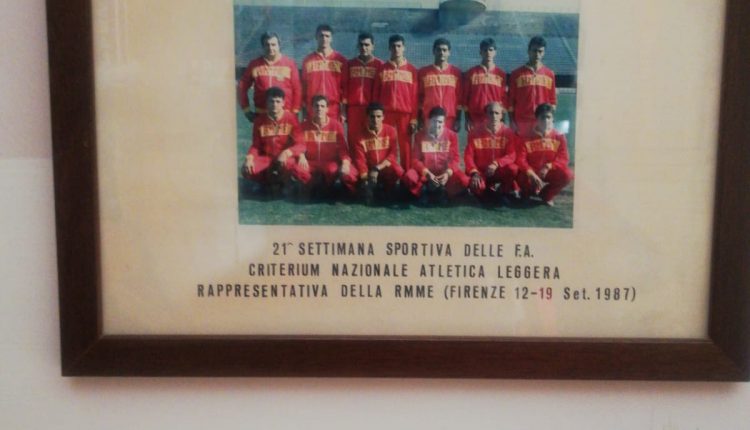 21^ SETTIMANA SPORTIVA DELLE F.A.
CRITERIUM NAZIONALE ATLETICA LEGGERA
RAPPRESENTATIVA DELLA RMME (FIRENZE 12-19 Set. 1987)